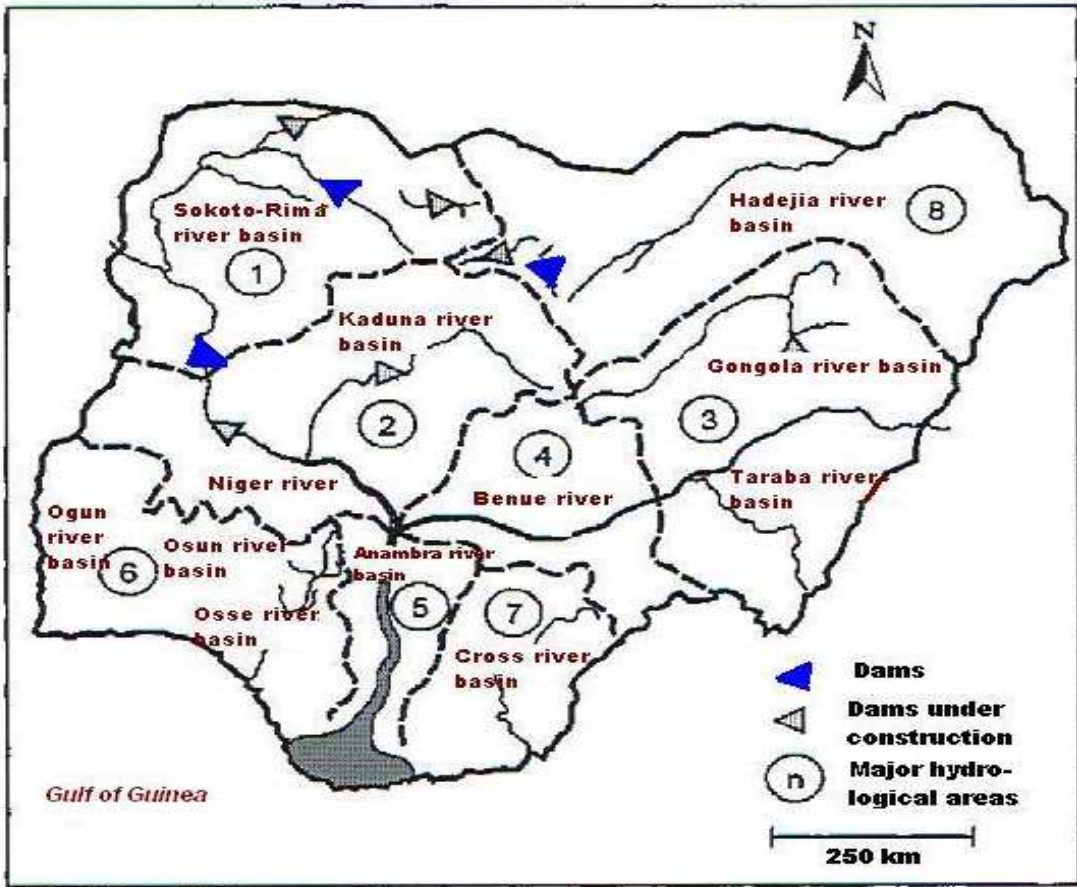 N
Sokoto-Rima
river basin
1
Hadejia river
basin
8
Kaduna river
basin
2
Gongola river basin
3
4
Niger river
Benue river
Taraba river
basin
Ogun
river
basin
6
Osun river
basin
Anambra river
basin
5
7
Osse river
basin
Cross river
basin
Gulf of Guinea
Dams
Dams under
construction
n
Major hydro-
logical areas
250 km